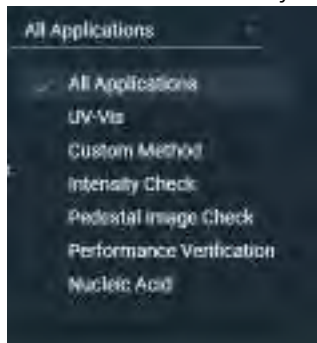 All Applications
All Applications
UV-Vis
Custom Method
Intensity Check
Pedestal Image Check
Performance Verification
Nucleic Acid